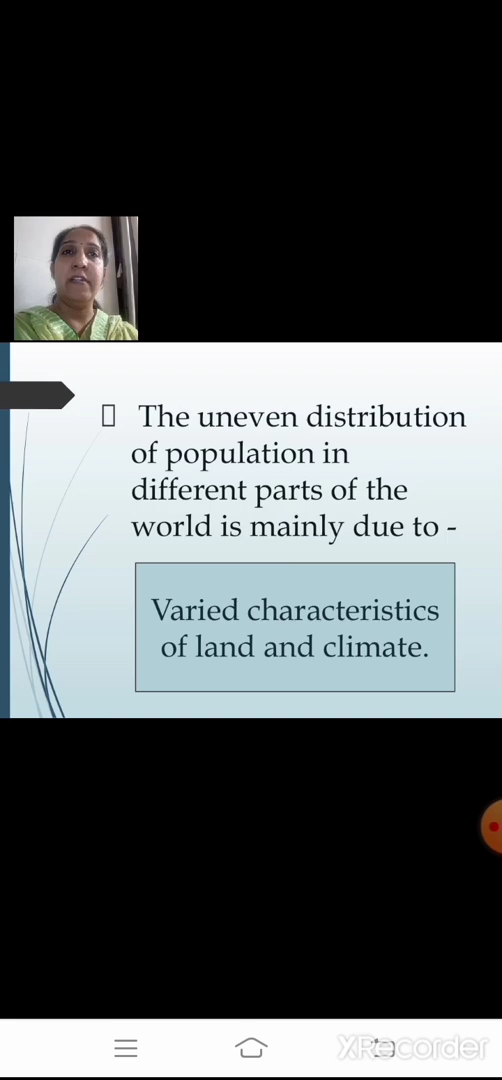 The uneven distribution
of population in
different parts of the
world is mainly due to -
Varied characteristics
of land and climate.
XRecorder